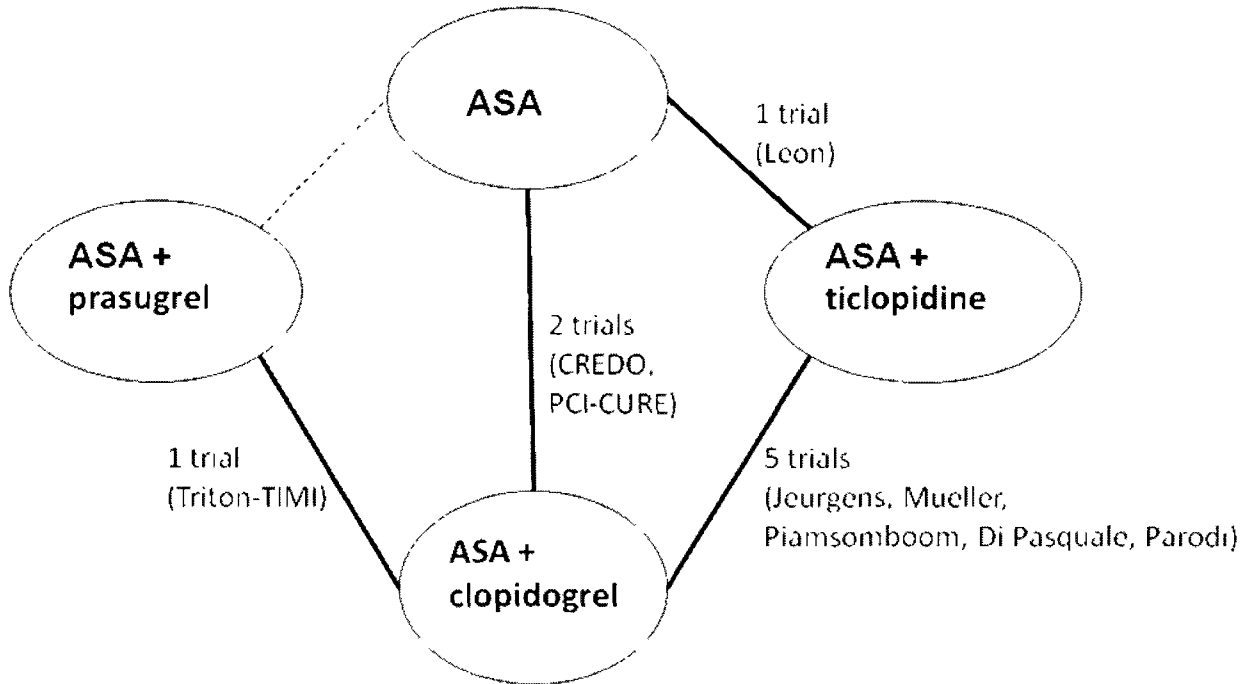 ASA
1 trial
(Leon)
ASA +
prasugrel
ASA +
ticlopidine
2 trials
(CREDO,
PCI-CURE)
1 trial
(Triton-TIMI)
5 trials
(Jeurgens, Mueller,
Piamsomboom, Di Pasquale, Parodi)
ASA +
clopidogrel